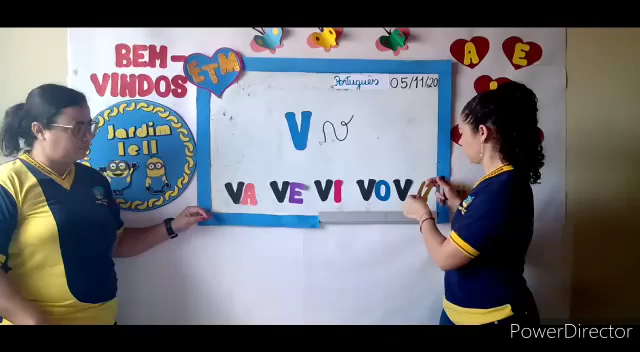 BEM-
VINDOS
ETM
Jardim
I e II
Português 05/11/20
V v
VA VE VI VO V
A E
PowerDirector